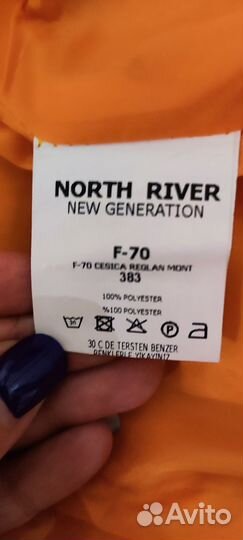 NORTH RIVER
NEW GENERATION
F-70
F-70 CESICA REGLAN MONT
383
100% POLYESTER
%100 POLYESTER
30 C DE TERSTEN BENZER
RENKLERLE YIKAYINIZ
Avito